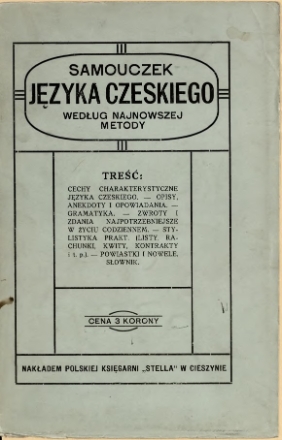 SAMOUCZEK
JĘZYKA CZESKIEGO
WEDŁUG NAJNOWSZEJ
METODY
TREŚĆ:
CECHY CHARAKTERYSTYCZNE
JĘZYKA CZESKIEGO. — OPISY,
ANEKDOTY I OPOWIADANIA. —
GRAMATYKA. — ZWROTY I
ZDANIA NAJPOTRZEBNIEJSZE
W ŻYCIU CODZIENNEM. — STY-
LISTYKA PRAKT. (LISTY RA-
CHUNKI, KWITY, KONTRAKTY
i t. p.) — POWIASTKI I NOWELE.
SŁOWNIK.
CENA 3 KORONY
NAKŁADEM POLSKIEJ KSIĘGARNI „STELLA" W CIESZYNIE